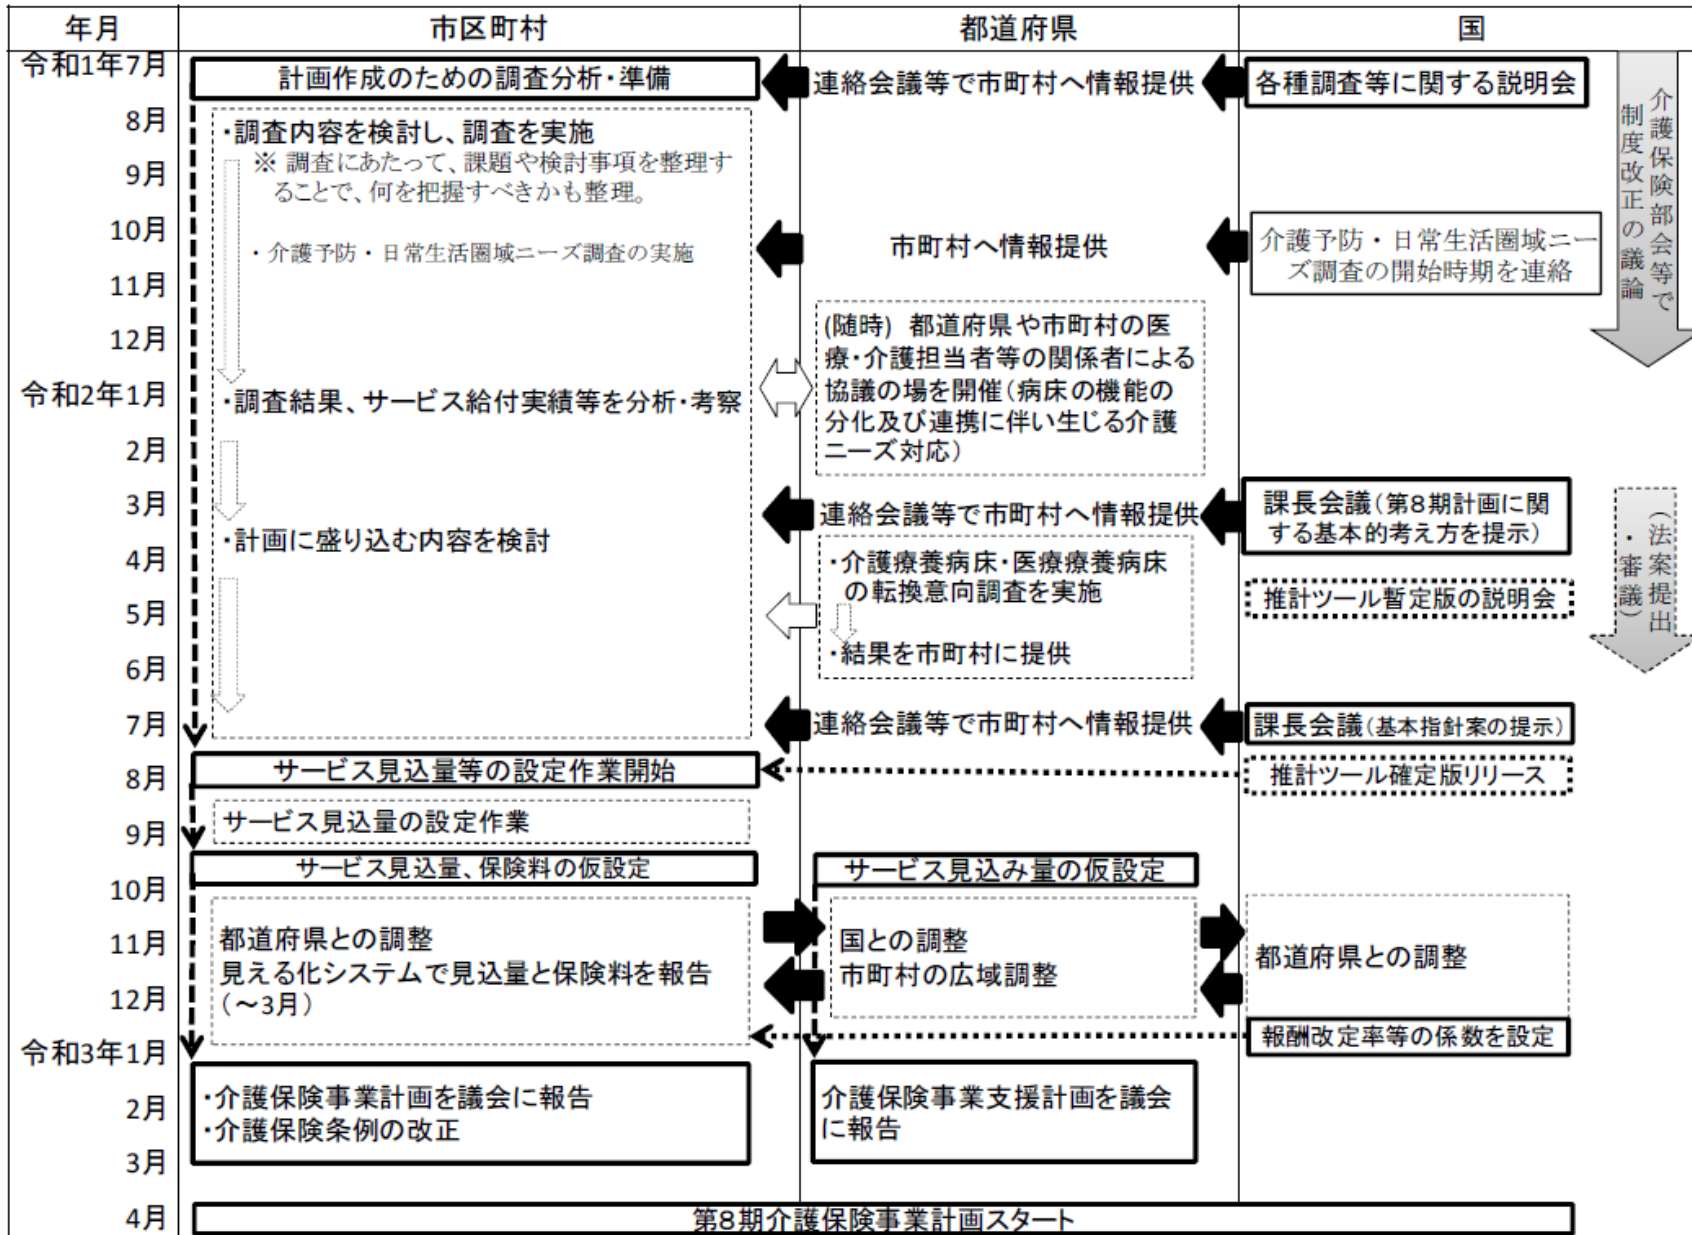 年月
市区町村
都道府県
国
令和1年7月
8月
9月
10月
11月
12月
令和2年1月
2月
3月
4月
5月
6月
7月
8月
9月
10月
11月
12月
令和3年1月
2月
3月
4月
計画作成のための調査分析・準備
連絡会議等で市町村へ情報提供
各種調査等に関する説明会
・調査内容を検討し、調査を実施
※ 調査にあたって、課題や検討事項を整理す
ることで、何を把握すべきかも整理。
・介護予防・日常生活圏域ニーズ調査の実施
市町村へ情報提供
介護予防・日常生活圏域ニー
ズ調査の開始時期を連絡
介護保険部会等で
制度改正の議論
(随時) 都道府県や市町村の医
療・介護担当者等の関係者による
協議の場を開催(病床の機能の
分化及び連携に伴い生じる介護
ニーズ対応)
・調査結果、サービス給付実績等を分析・考察
連絡会議等で市町村へ情報提供
課長会議(第8期計画に関
する基本的考え方を提示)
・計画に盛り込む内容を検討
・介護療養病床・医療療養病床
の転換意向調査を実施
・結果を市町村に提供
推計ツール暫定版の説明会
(法案提出
・審議)
連絡会議等で市町村へ情報提供
課長会議(基本指針案の提示)
サービス見込量等の設定作業開始
推計ツール確定版リリース
サービス見込量の設定作業
サービス見込量、保険料の仮設定
サービス見込み量の仮設定
都道府県との調整
見える化システムで見込量と保険料を報告
(～3月)
国との調整
市町村の広域調整
都道府県との調整
報酬改定率等の係数を設定
・介護保険事業計画を議会に報告
・介護保険条例の改正
介護保険事業支援計画を議会
に報告
第8期介護保険事業計画スタート